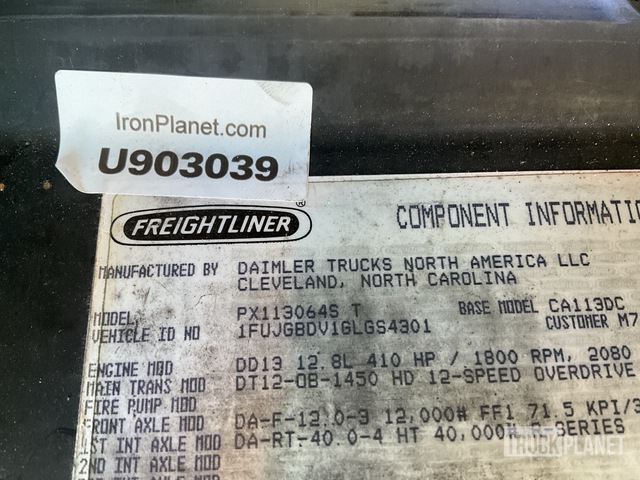 IronPlanet.com
U903039
FREIGHTLINER ®
COMPONENT INFORMATIO
MANUFACTURED BY DAIMLER TRUCKS NORTH AMERICA LLC
CLEVELAND, NORTH CAROLINA
MODEL PX113064S T BASE MODEL CA113DC
VEHICLE ID NO 1FUJGBDV1GLGS4301 CUSTOMER M7
ENGINE MOD DD13 12.8L 410 HP / 1800 RPM, 2080
MAIN TRANS MOD DT12-OB-1450 HD 12-SPEED OVERDRIVE
FIRE PUMP MOD
FRONT AXLE MOD DA-F-12.0-3 12,000# FF1 71.5 KPI/3
1ST INT AXLE MOD DA-RT-40.0-4 HT 40,000# R-SERIES
2ND INT AXLE MOD
TRUCKPLANET